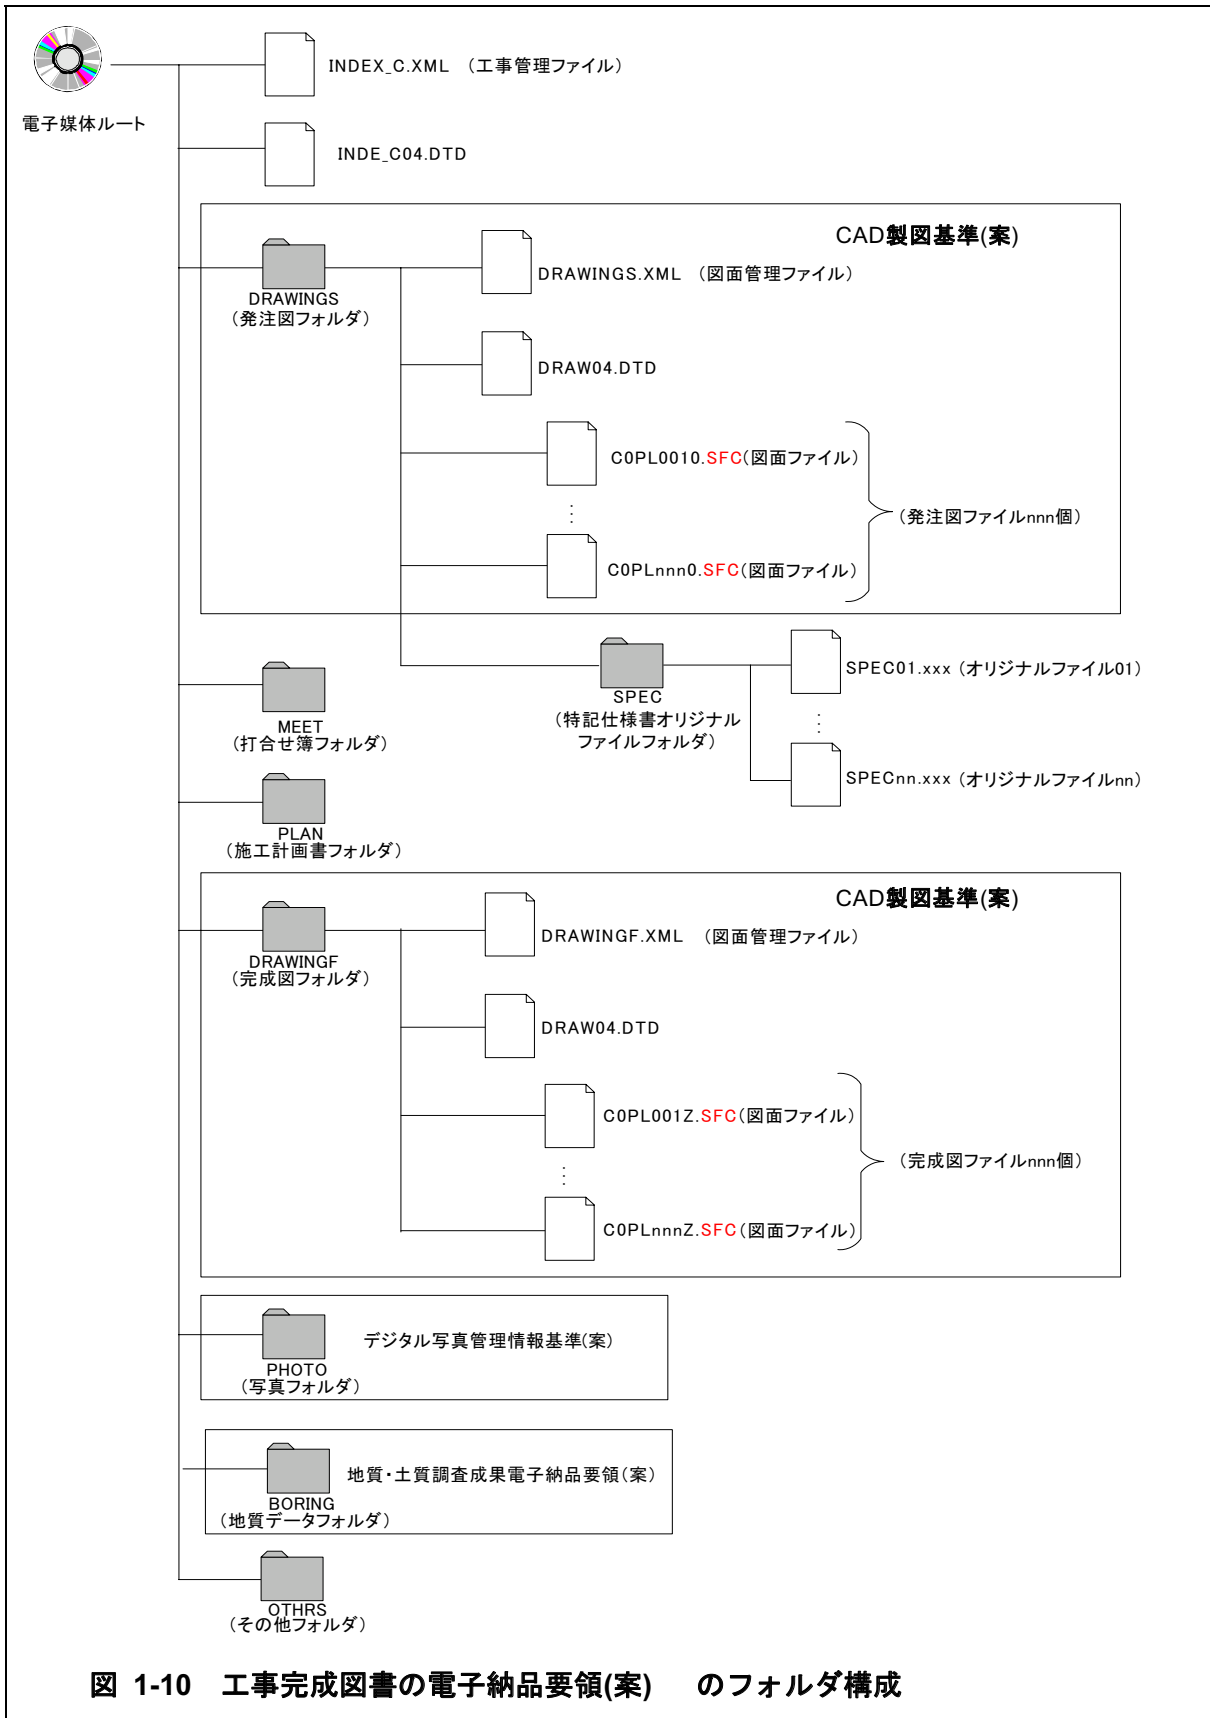 INDEX_C.XML （工事管理ファイル）
電子媒体ルート
INDE_C04.DTD
CAD製図基準(案)
DRAWINGS.XML （図面管理ファイル）
DRAWINGS
（発注図フォルダ）
DRAW04.DTD
C0PL0010.SFC(図面ファイル)
⋮
（発注図ファイルnnn個）
C0PLnnn0.SFC(図面ファイル)
SPEC
（特記仕様書オリジナル
ファイルフォルダ）
SPEC01.xxx （オリジナルファイル01）
⋮
SPECnn.xxx （オリジナルファイルnn）
MEET
（打合せ簿フォルダ）
PLAN
（施工計画書フォルダ）
CAD製図基準(案)
DRAWINGF.XML （図面管理ファイル）
DRAWINGF
（完成図フォルダ）
DRAW04.DTD
C0PL001Z.SFC(図面ファイル)
⋮
（完成図ファイルnnn個）
C0PLnnnZ.SFC(図面ファイル)
デジタル写真管理情報基準(案)
PHOTO
（写真フォルダ）
地質・土質調査成果電子納品要領(案)
BORING
（地質データフォルダ）
OTHRS
（その他フォルダ）
図 1-10 工事完成図書の電子納品要領(案) のフォルダ構成